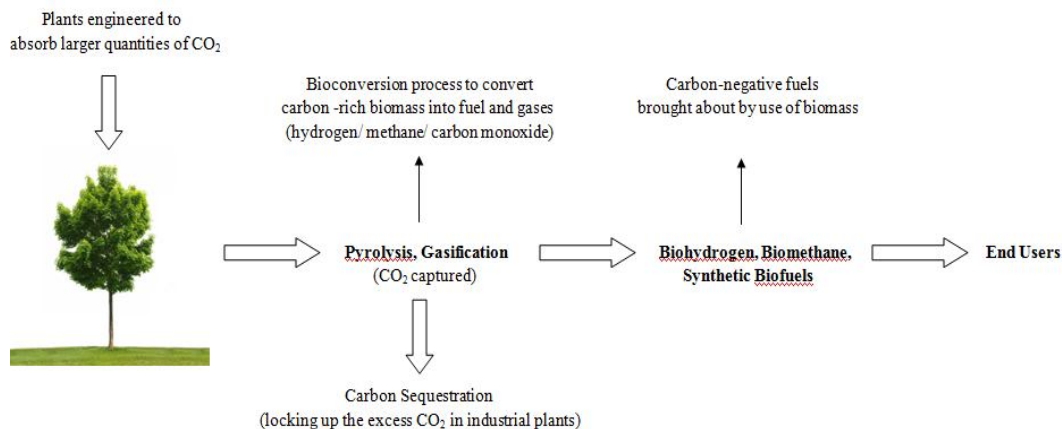 Plants engineered to
absorb larger quantities of CO₂
Bioconversion process to convert
carbon -rich biomass into fuel and gases
(hydrogen/ methane/ carbon monoxide)
Carbon-negative fuels
brought about by use of biomass
Pyrolysis, Gasification
(CO₂ captured)
Biohydrogen, Biomethane,
Synthetic Biofuels
End Users
Carbon Sequestration
(locking up the excess CO₂ in industrial plants)